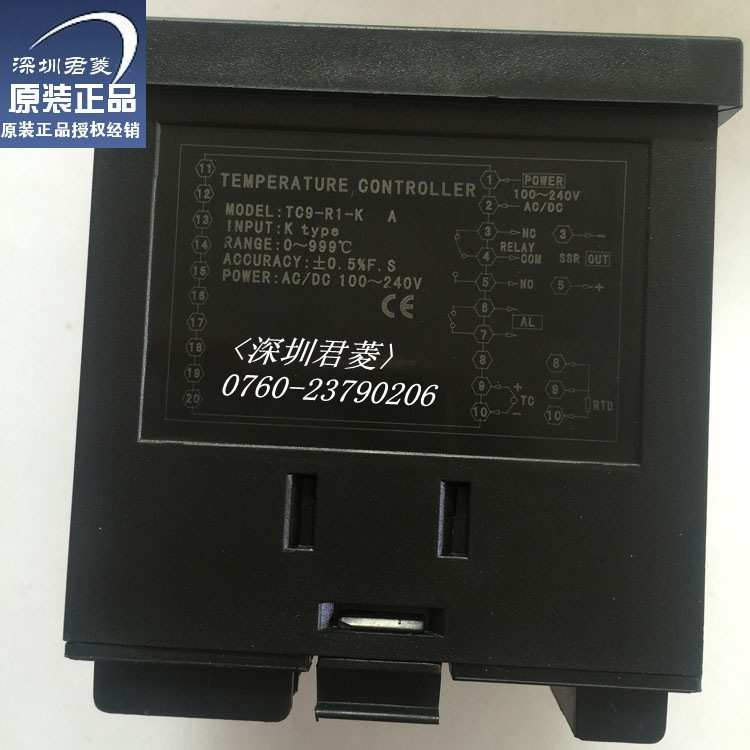 深圳君菱
原装正品
原装正品授权经销
TEMPERATURE CONTROLLER
MODEL:TC9-R1-K A
INPUT:K type
RANGE:0～999℃
ACCURACY:±0.5%F.S
POWER:AC/DC 100～240V
CE
11
12
13
14
15
16
17
18
19
20
1 POWER
100～240V
2 AC/DC
3 NC
RELAY
4 COM
5 NO
3 −
SSR OUT
5 +
6
AL
7
8
9 +
TC
10 −
8
9
RTD
10
<深圳君菱>
0760-23790206